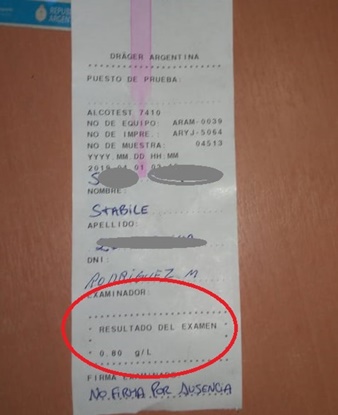 REPÚBLICA
ARGENTINA
DRÄGER ARGENTINA
PUESTO DE PRUEBA:
ALCOTEST 7410
NO DE EQUIPO: ARAM-0039
NO DE IMPRE.: ARYJ-5064
NO DE MUESTRA: 04513
YYYY.MM.DD HH:MM
NOMBRE:
STABILE
APELLIDO:
DNI:
RODRIGUEZ M
EXAMINADOR:
* RESULTADO DEL EXAMEN *
* 0.80 g/L *
FIRMA EXAMINADO
NO FIRMA POR AUSENCIA